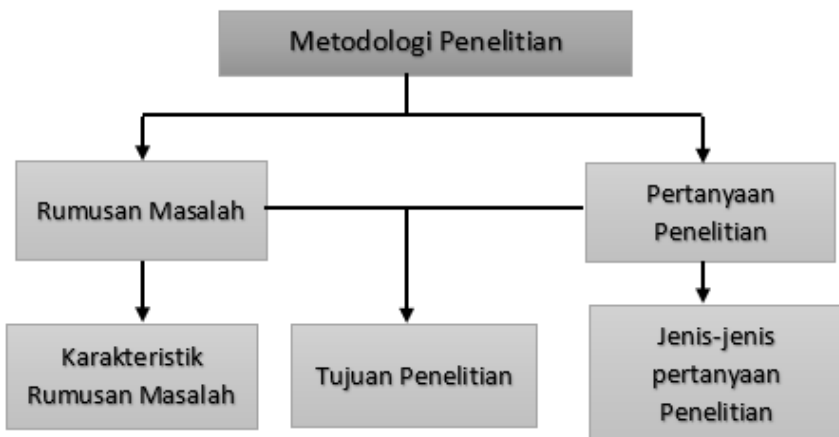 Metodologi Penelitian
Rumusan Masalah
Pertanyaan
Penelitian
Karakteristik
Rumusan Masalah
Tujuan Penelitian
Jenis-jenis
pertanyaan
Penelitian